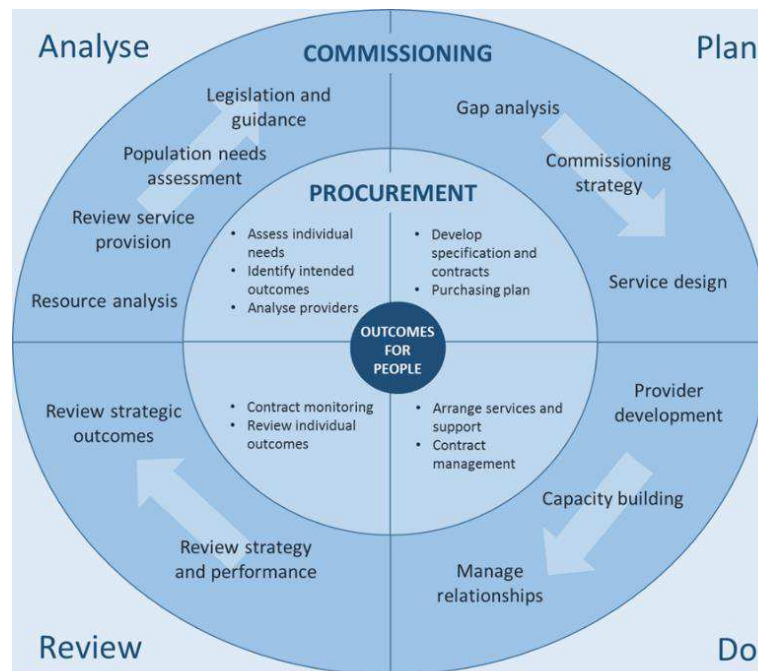 Analyse
COMMISSIONING
Plan
Legislation and
guidance
Population needs
assessment
Review service
provision
Resource analysis
Gap analysis
Commissioning
strategy
Service design
PROCUREMENT
• Assess individual
needs
• Identify intended
outcomes
• Analyse providers
• Develop
specification and
contracts
• Purchasing plan
OUTCOMES
FOR
PEOPLE
• Contract monitoring
• Review individual
outcomes
• Arrange services and
support
• Contract
management
Review strategic
outcomes
Review strategy
and performance
Provider
development
Capacity building
Manage
relationships
Review
Do